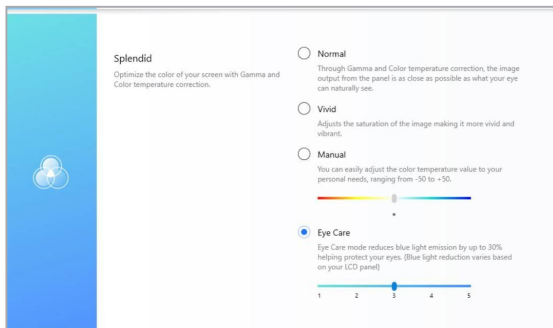 Splendid
Optimize the color of your screen with Gamma and
Color temperature correction.
Normal
Through Gamma and Color temperature correction, the image
output from the panel is as close as possible as what your eye
can naturally see.
Vivid
Adjusts the saturation of the image making it more vivid and
vibrant.
Manual
You can easily adjust the color temperature value to your
personal needs, ranging from -50 to +50.
Eye Care
Eye Care mode reduces blue light emission by up to 30%
helping protect your eyes. (Blue light reduction varies based
on your LCD panel)
1 2 3 4 5